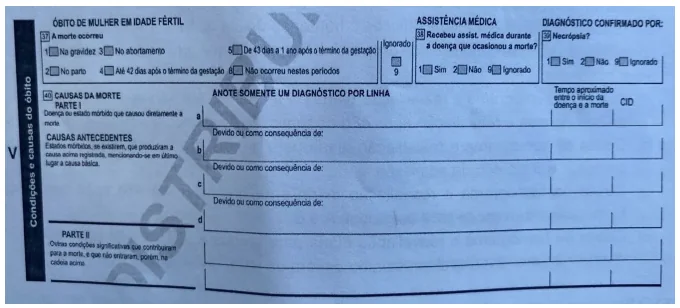 ÓBITO DE MULHER EM IDADE FÉRTIL
37 A morte ocorreu
1 Na gravidez 3 No abortamento 5 De 43 dias a 1 ano após o término da gestação
2 No parto 4 Até 42 dias após o término da gestação 6 Não ocorreu nestes períodos
Ignorado
9
ASSISTÊNCIA MÉDICA
38 Recebeu assist. médica durante
a doença que ocasionou a morte?
1 Sim 2 Não 9 Ignorado
DIAGNÓSTICO CONFIRMADO POR:
39 Necrópsia?
1 Sim 2 Não 9 Ignorado
V
Condições e causas do óbito
40 CAUSAS DA MORTE
PARTE I
Doença ou estado mórbido que causou diretamente a
morte.
CAUSAS ANTECEDENTES
Estados mórbidos, se existirem, que produziram a
causa acima registrada, mencionando-se em último
lugar a causa básica.
ANOTE SOMENTE UM DIAGNÓSTICO POR LINHA
Tempo aproximado
entre o início da
doença e a morte
CID
a
Devido ou como consequência de:
b
Devido ou como consequência de:
c
Devido ou como consequência de:
d
PARTE II
Outras condições significativas que contribuíram
para a morte, e que não entraram, porém, na
cadeia acima.
DISTRIBU